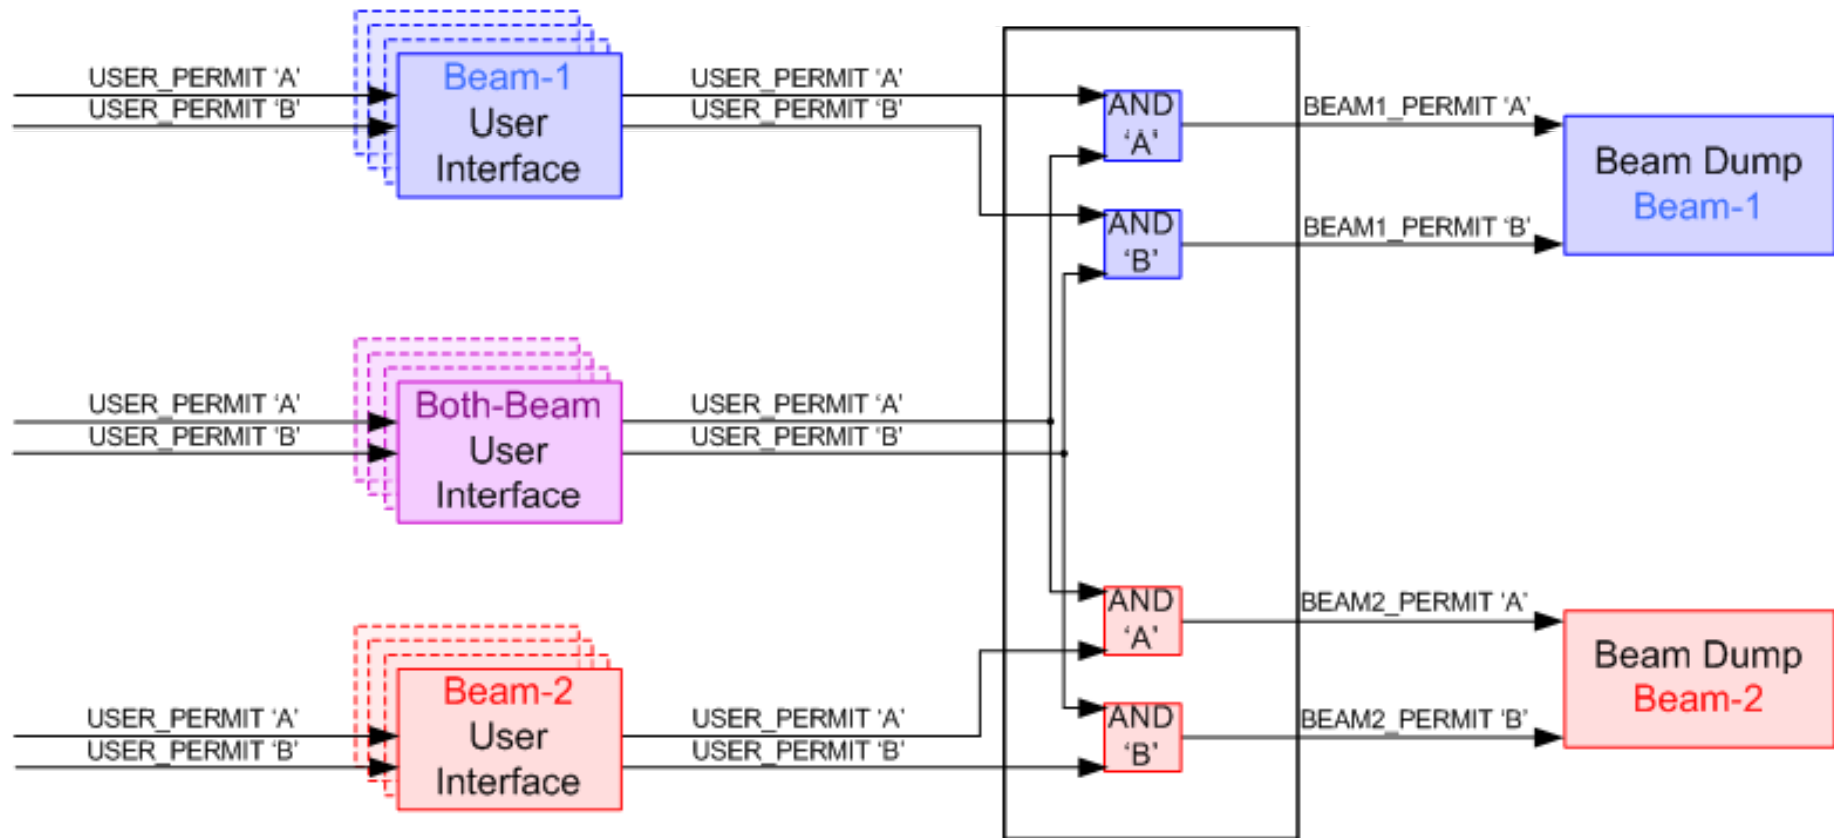 USER_PERMIT ‘A’
USER_PERMIT ‘B’
Beam-1
User
Interface
USER_PERMIT ‘A’
USER_PERMIT ‘B’
AND
‘A’
BEAM1_PERMIT ‘A’
AND
‘B’
BEAM1_PERMIT ‘B’
Beam Dump
Beam-1
USER_PERMIT ‘A’
USER_PERMIT ‘B’
Both-Beam
User
Interface
USER_PERMIT ‘A’
USER_PERMIT ‘B’
USER_PERMIT ‘A’
USER_PERMIT ‘B’
Beam-2
User
Interface
USER_PERMIT ‘A’
USER_PERMIT ‘B’
AND
‘A’
BEAM2_PERMIT ‘A’
AND
‘B’
BEAM2_PERMIT ‘B’
Beam Dump
Beam-2